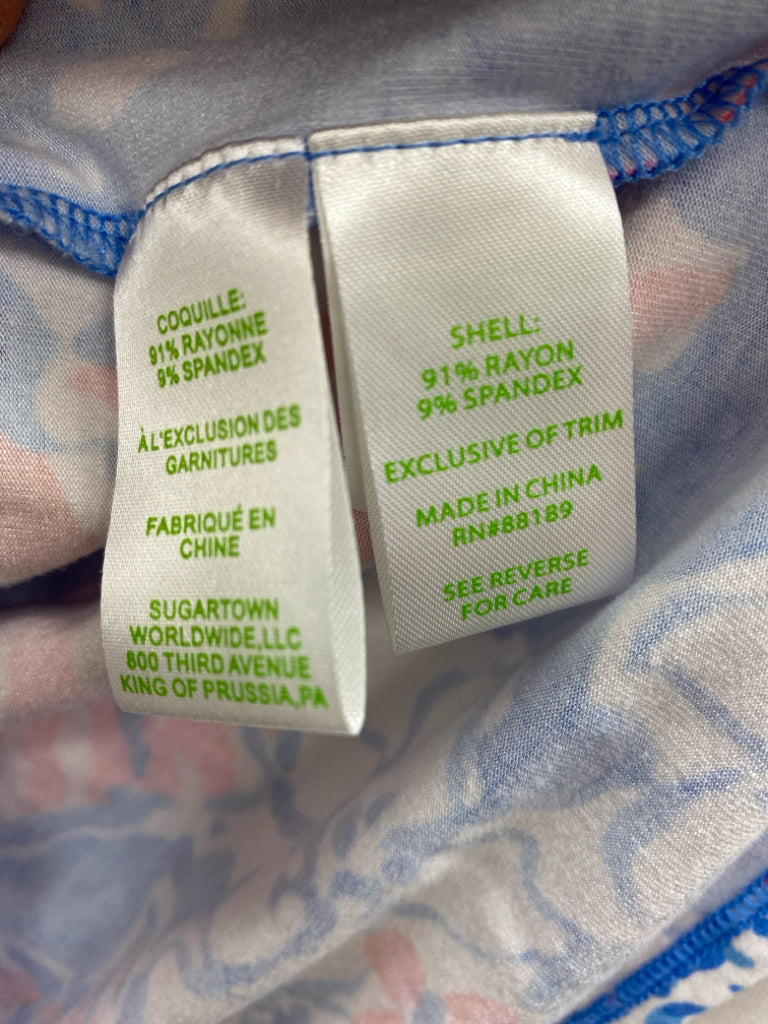 COQUILLE:
91% RAYONNE
9% SPANDEX
À L'EXCLUSION DES
GARNITURES
FABRIQUÉ EN
CHINE
SUGARTOWN
WORLDWIDE,LLC
800 THIRD AVENUE
KING OF PRUSSIA,PA
SHELL:
91% RAYON
9% SPANDEX
EXCLUSIVE OF TRIM
MADE IN CHINA
RN#88189
SEE REVERSE
FOR CARE